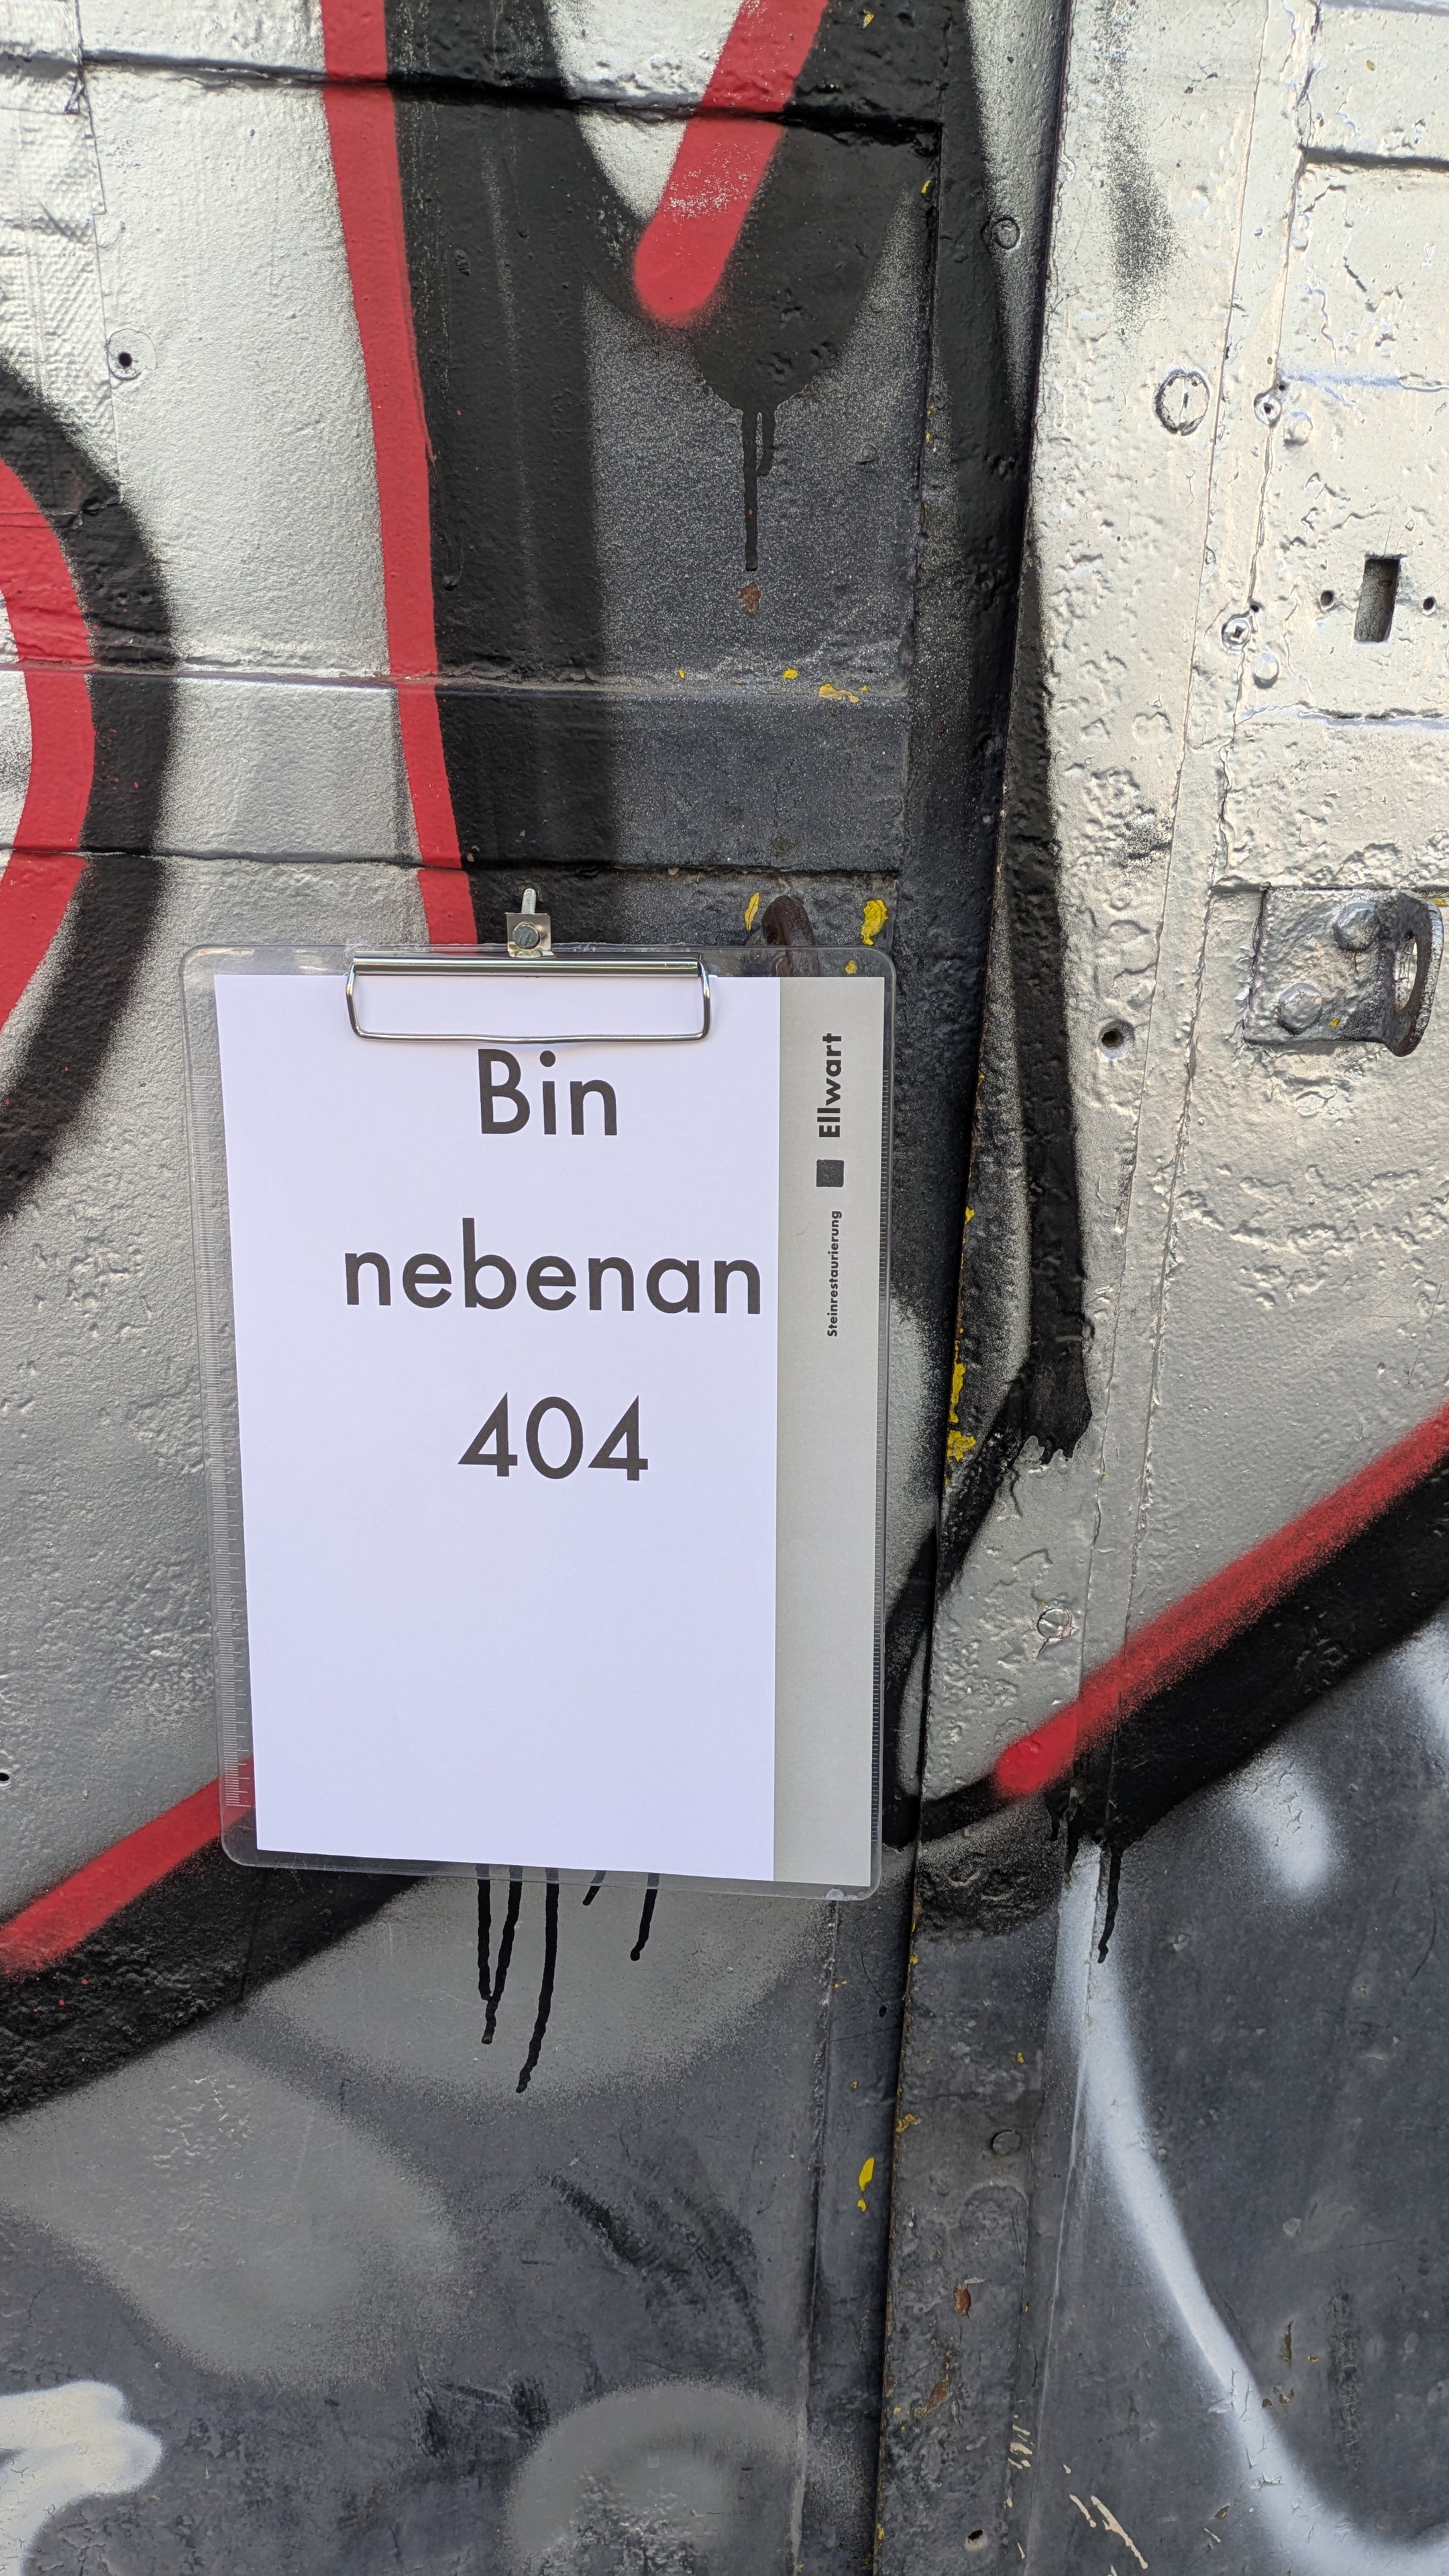 Bin
nebenan
404
Ellwart
Steinrestaurierung